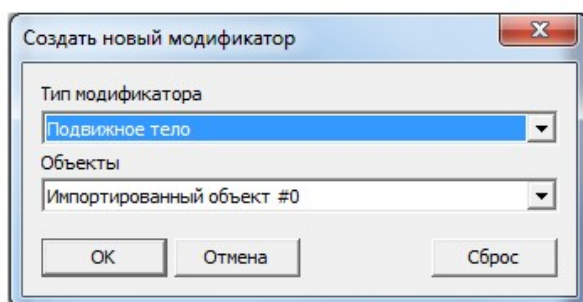 Создать новый модификатор
Тип модификатора
Подвижное тело
Объекты
Импортированный объект #0
OK Отмена Сброс